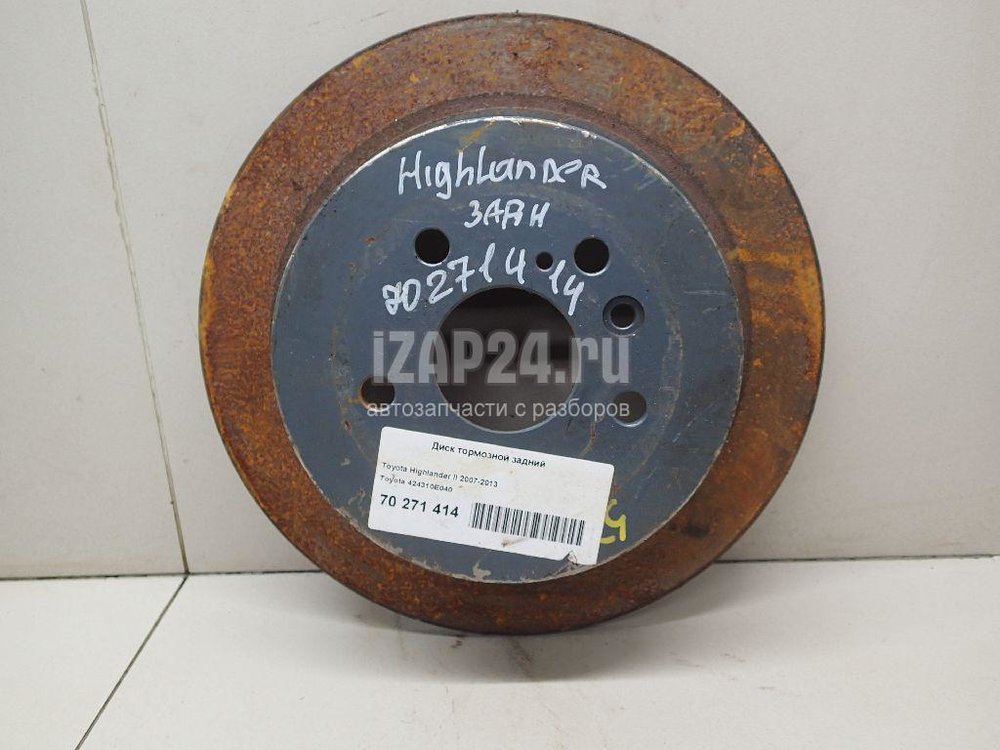 HighLanDeR
ЗАДН
70271414
iZAP24.ru
автозапчасти с разборов
Диск тормозной задний
Toyota Highlander II 2007-2013
Toyota 424310E040
70 271 414